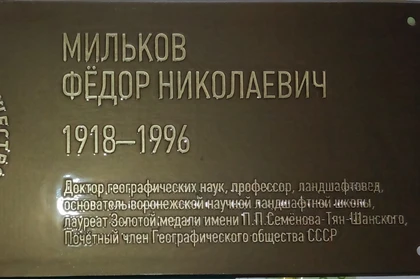 МИЛЬКОВ
ФЁДОР НИКОЛАЕВИЧ
1918–1996
Доктор географических наук, профессор, ландшафтовед,
основатель воронежской научной ландшафтной школы,
лауреат Золотой медали имени П.П.Семёнова-Тян-Шанского,
Почётный член Географического общества СССР